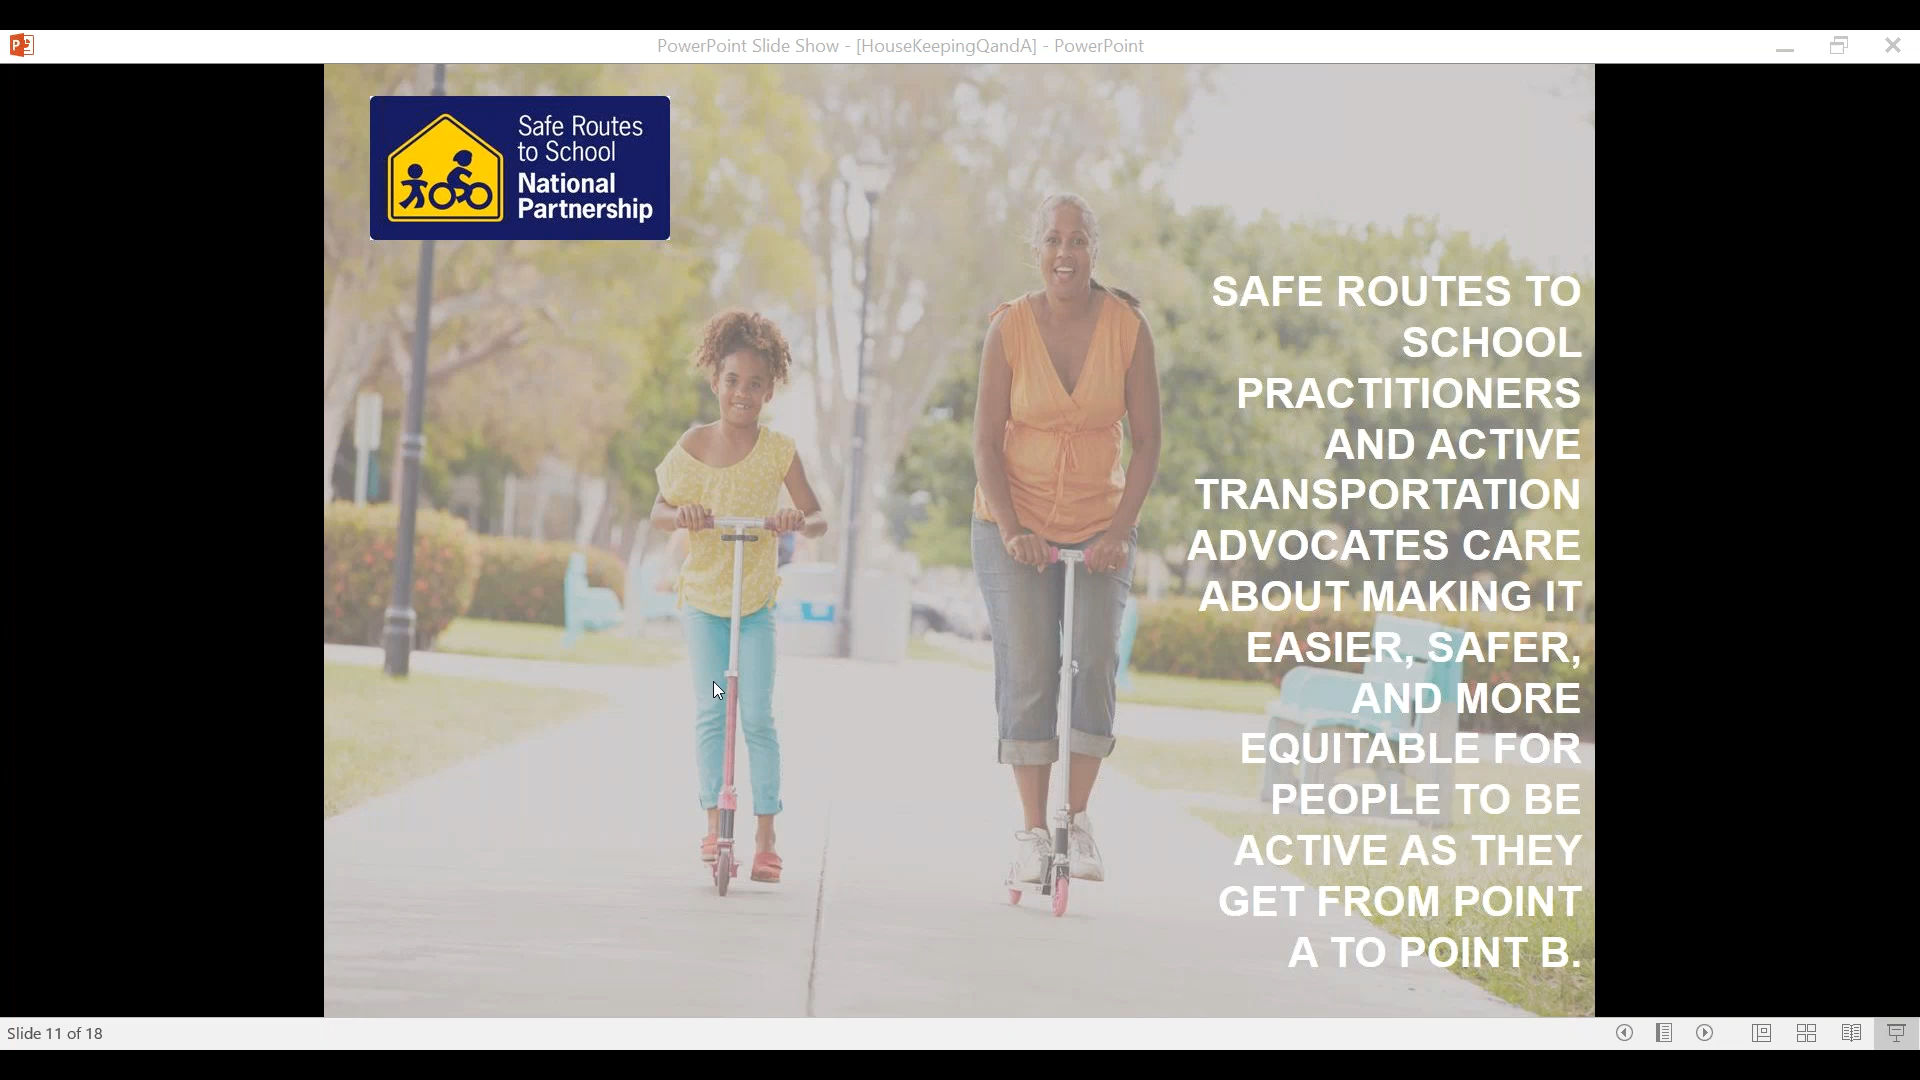 PowerPoint Slide Show - [HouseKeepingQandA] - PowerPoint
Safe Routes
to School
National
Partnership
SAFE ROUTES TO
SCHOOL
PRACTITIONERS
AND ACTIVE
TRANSPORTATION
ADVOCATES CARE
ABOUT MAKING IT
EASIER, SAFER,
AND MORE
EQUITABLE FOR
PEOPLE TO BE
ACTIVE AS THEY
GET FROM POINT
A TO POINT B.
Slide 11 of 18